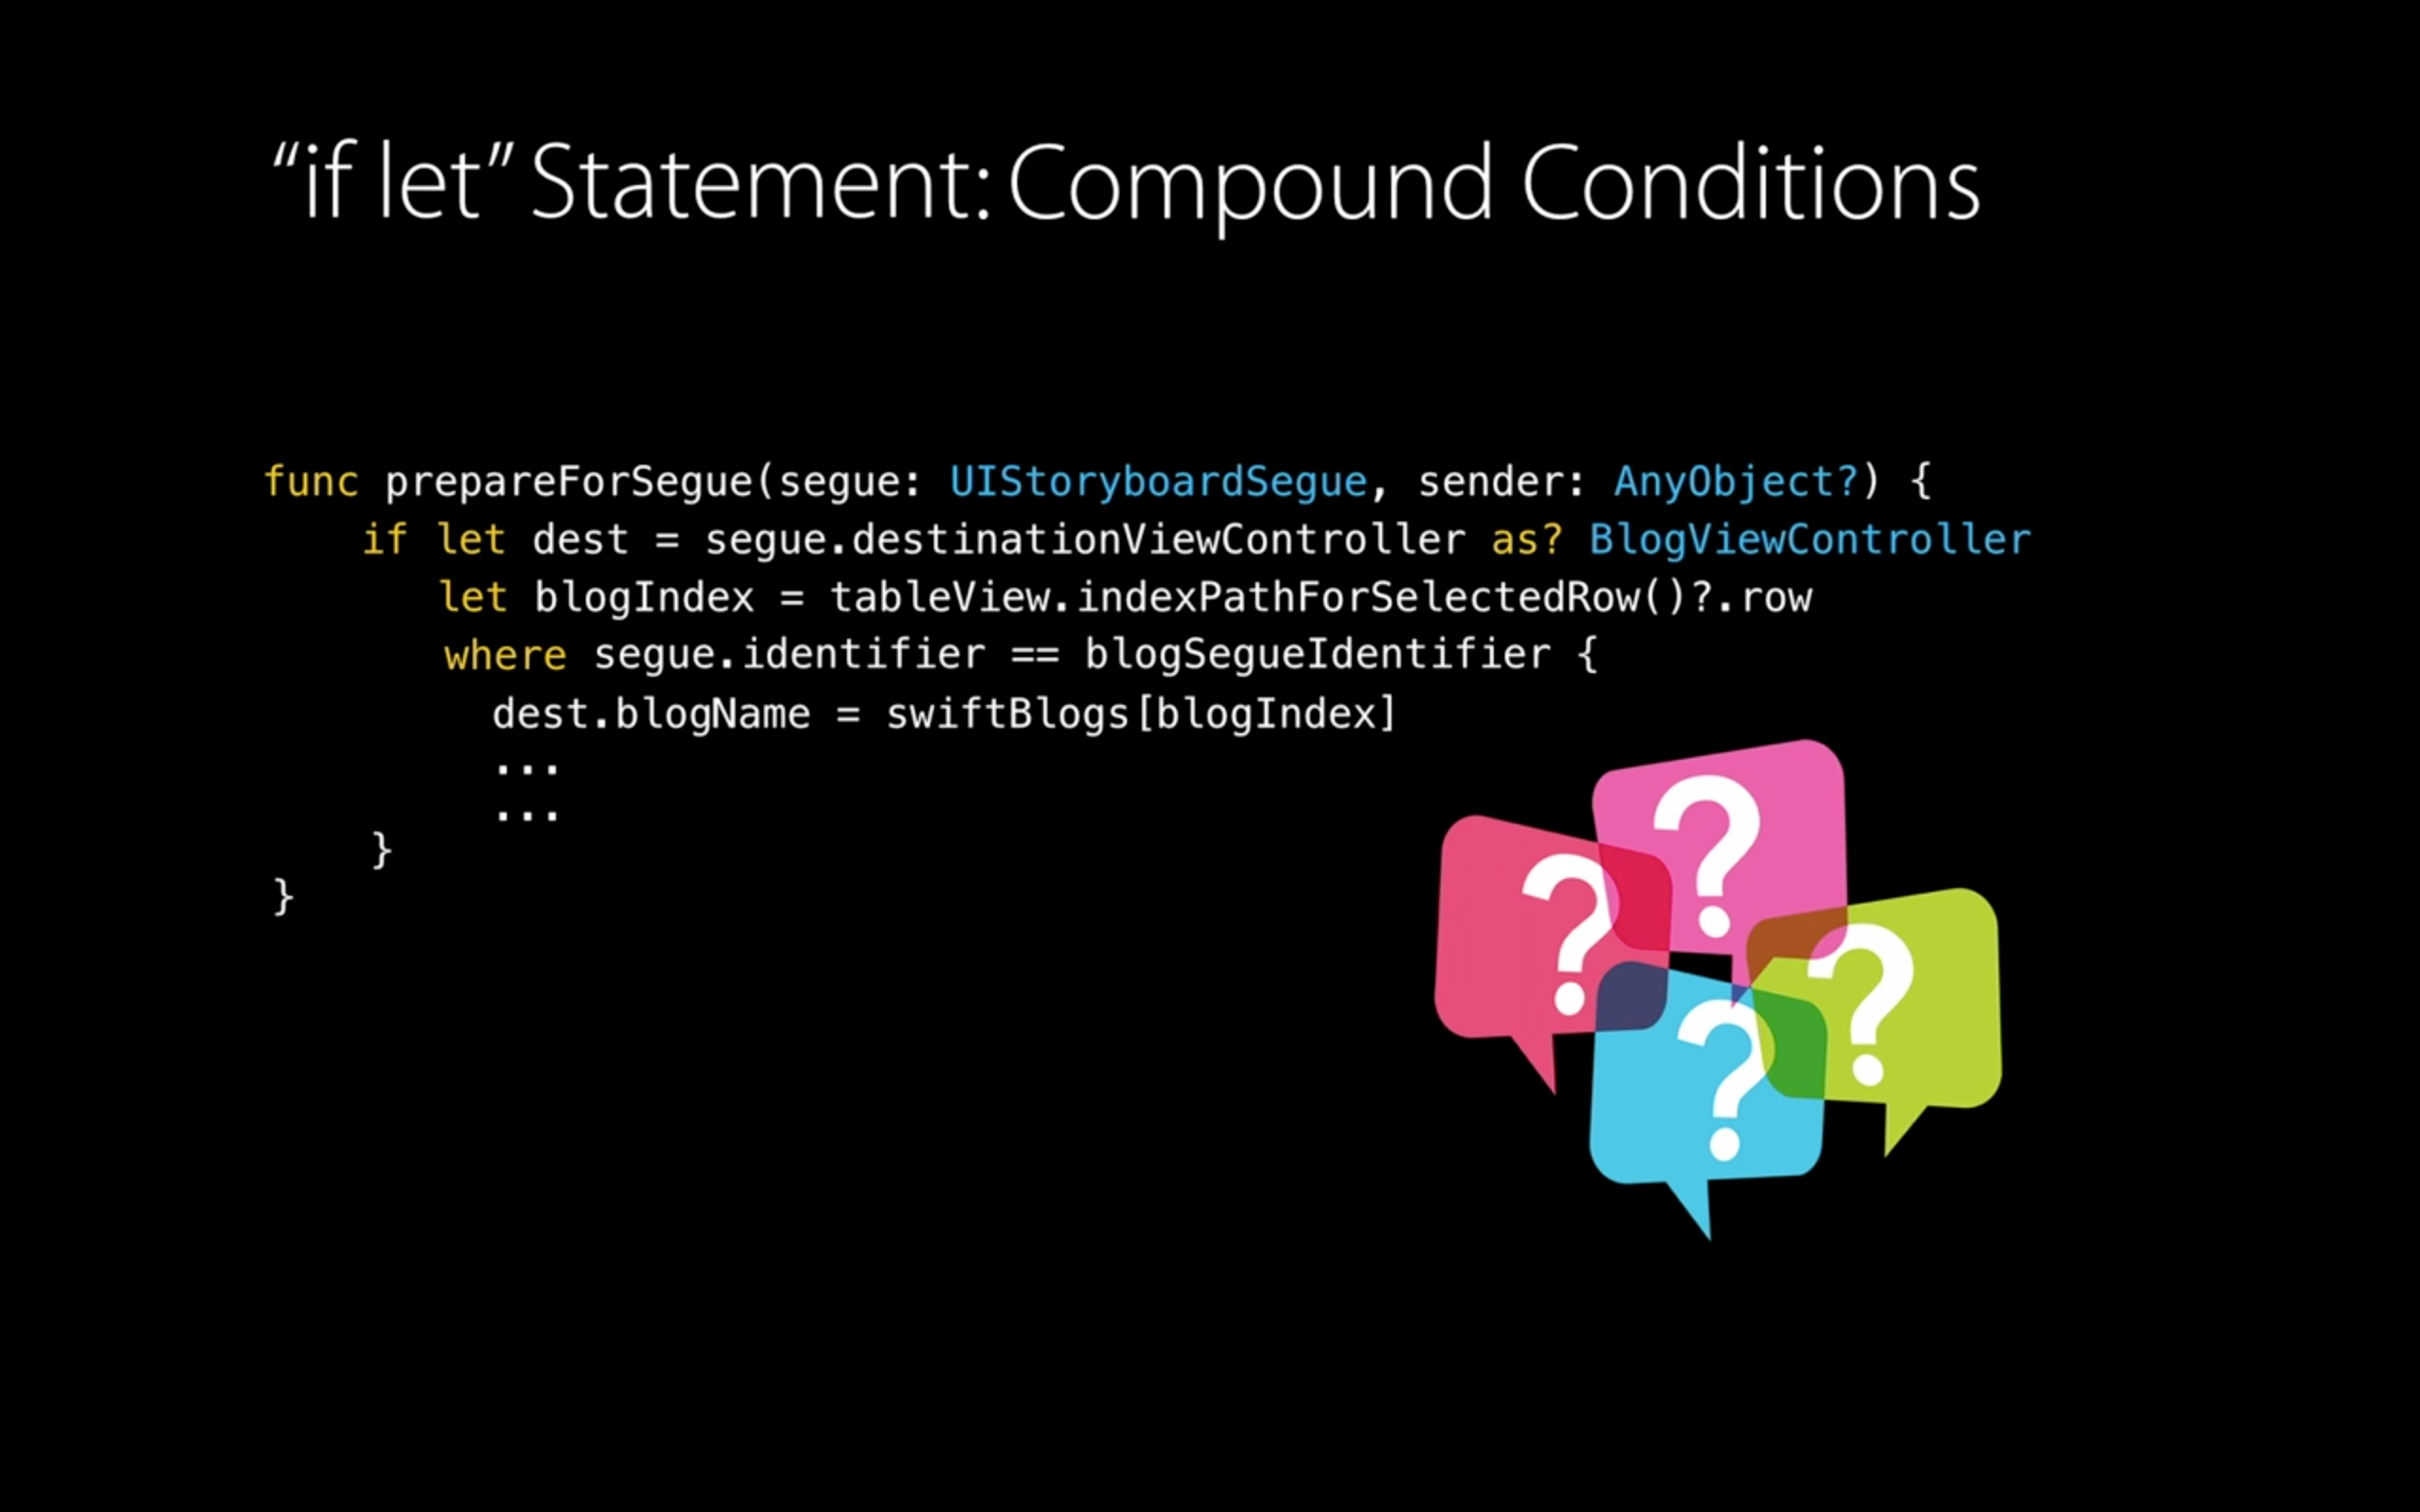 “if let” Statement: Compound Conditions
func prepareForSegue(segue: UIStoryboardSegue, sender: AnyObject?) {
if let dest = segue.destinationViewController as? BlogViewController
let blogIndex = tableView.indexPathForSelectedRow()?.row
where segue.identifier == blogSegueIdentifier {
dest.blogName = swiftBlogs[blogIndex]
...
...
}
}
?
?
?
?